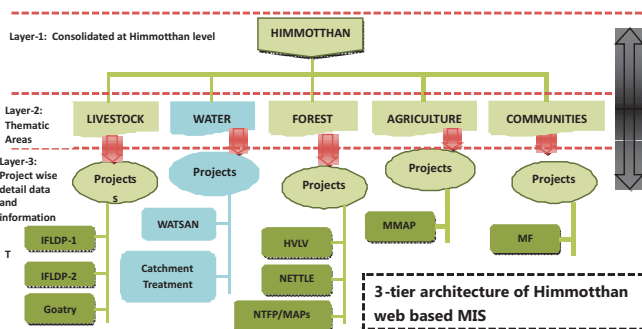 HIMMOTTHAN
Layer-1: Consolidated at Himmotthan level
Layer-2:
Thematic
Areas
LIVESTOCK
WATER
FOREST
AGRICULTURE
COMMUNITIES
Layer-3:
Project wise
detail data
and
information
T
Projects
s
Projects
Projects
Projects
Projects
IFLDP-1
IFLDP-2
Goatry
WATSAN
Catchment
Treatment
HVLV
NETTLE
NTFP/MAPs
MMAP
MF
3-tier architecture of Himmotthan
web based MIS